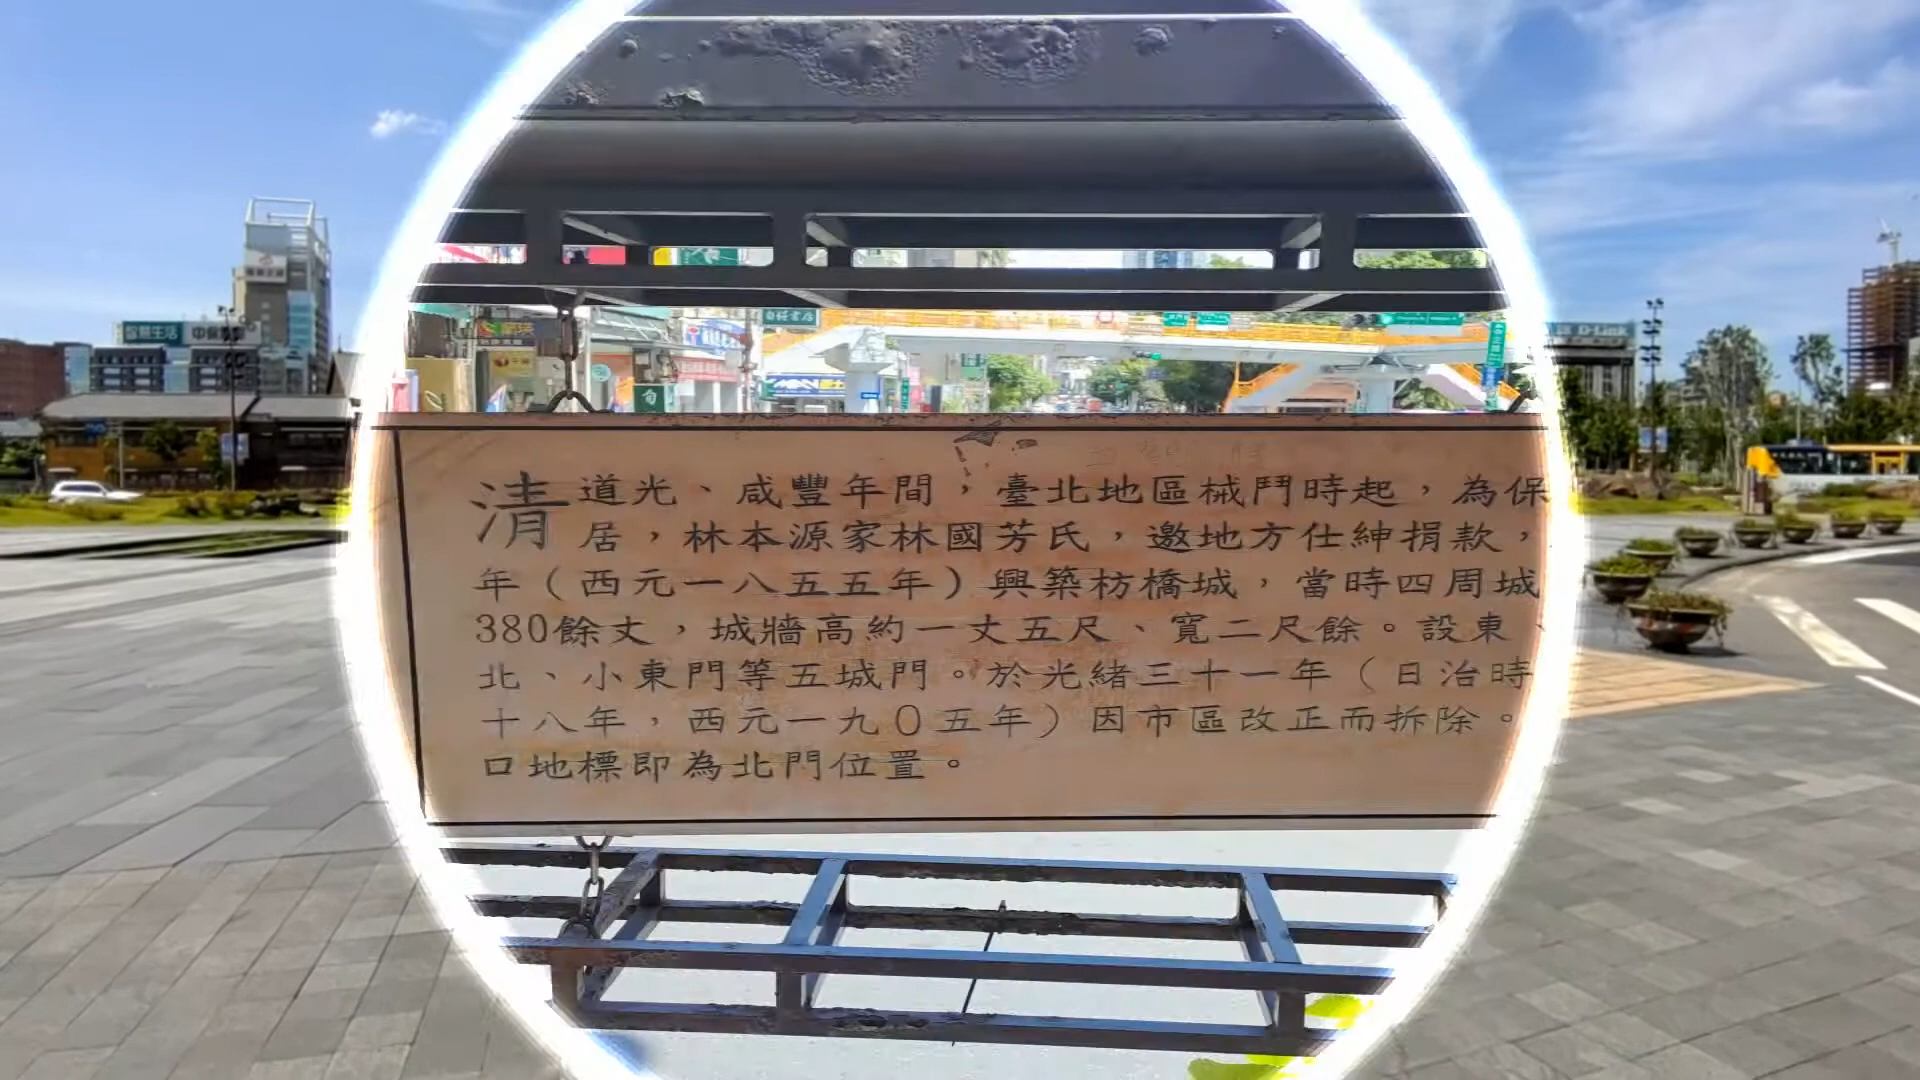 清道光、咸豐年間，臺北地區械鬥時起，為保
居，林本源家林國芳氏，邀地方仕紳捐款，
年（西元一八五五年）興築枋橋城，當時四周城
380餘丈，城牆高約一丈五尺、寬二尺餘。設東、
北、小東門等五城門。於光緒三十一年（日治時
十八年，西元一九〇五年）因市區改正而拆除。
口地標即為北門位置。
智慧生活
D-Link